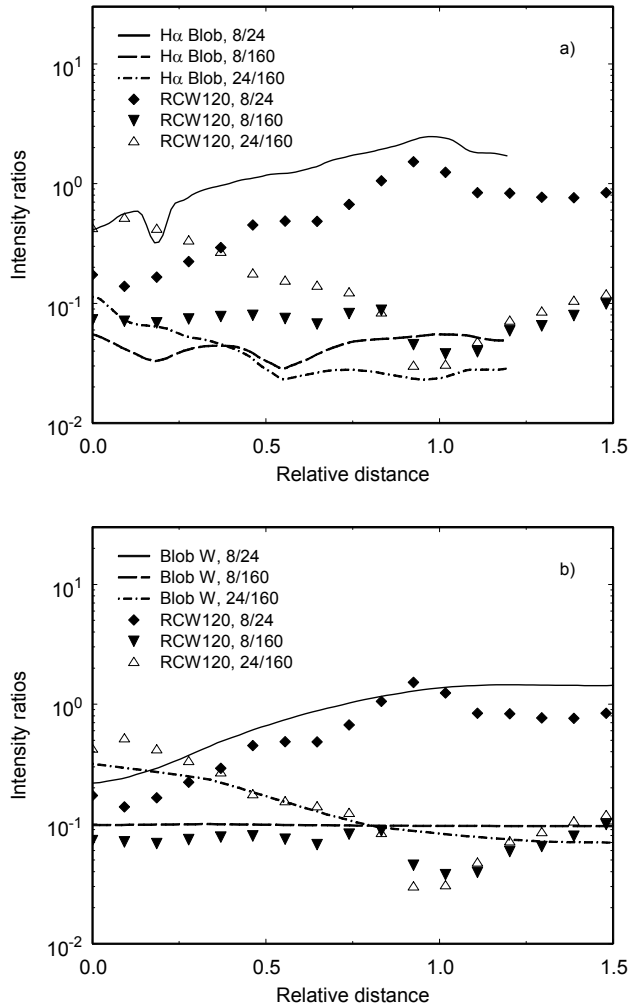 a)
Hα Blob, 8/24
Hα Blob, 8/160
Hα Blob, 24/160
RCW120, 8/24
RCW120, 8/160
RCW120, 24/160
Intensity ratios
10^1
10^0
10^-1
10^-2
0.0 0.5 1.0 1.5
Relative distance
b)
Blob W, 8/24
Blob W, 8/160
Blob W, 24/160
RCW120, 8/24
RCW120, 8/160
RCW120, 24/160
Intensity ratios
10^1
10^0
10^-1
10^-2
0.0 0.5 1.0 1.5
Relative distance